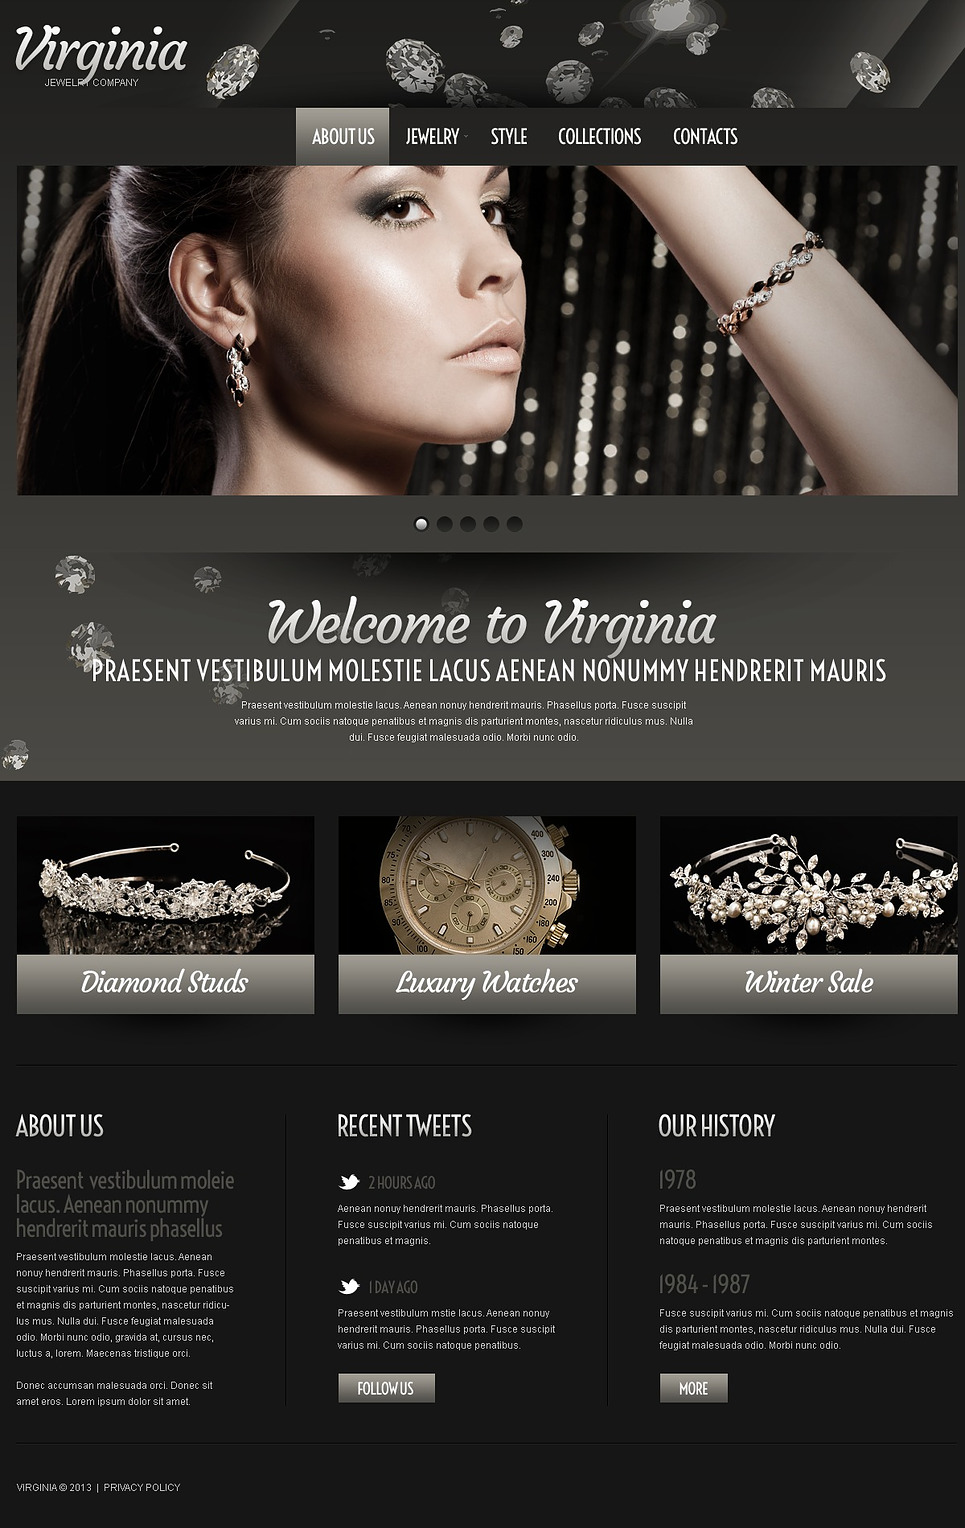 Virginia
JEWELRY COMPANY
ABOUT US JEWELRY STYLE COLLECTIONS CONTACTS
Welcome to Virginia
PRAESENT VESTIBULUM MOLESTIE LACUS AENEAN NONUMMY HENDRERIT MAURIS
Praesent vestibulum molestie lacus. Aenean nonuy hendrerit mauris. Phasellus porta. Fusce suscipit
varius mi. Cum sociis natoque penatibus et magnis dis parturient montes, nascetur ridiculus mus. Nulla
dui. Fusce feugiat malesuada odio. Morbi nunc odio.
Diamond Studs
Luxury Watches
Winter Sale
ABOUT US
Praesent vestibulum moleie
lacus. Aenean nonummy
hendrerit mauris phasellus
Praesent vestibulum molestie lacus. Aenean
nonuy hendrerit mauris. Phasellus porta. Fusce
suscipit varius mi. Cum sociis natoque penatibus
et magnis dis parturient montes, nascetur ridicu-
lus mus. Nulla dui. Fusce feugiat malesuada
odio. Morbi nunc odio, gravida at, cursus nec,
luctus a, lorem. Maecenas tristique orci.
Donec accumsan malesuada orci. Donec sit
amet eros. Lorem ipsum dolor sit amet.
RECENT TWEETS
2 HOURS AGO
Aenean nonuy hendrerit mauris. Phasellus porta.
Fusce suscipit varius mi. Cum sociis natoque
penatibus et magnis.
1 DAY AGO
Praesent vestibulum mstie lacus. Aenean nonuy
hendrerit mauris. Phasellus porta. Fusce suscipit
varius mi. Cum sociis natoque penatibus.
FOLLOW US
OUR HISTORY
1978
Praesent vestibulum molestie lacus. Aenean nonuy hendrerit
mauris. Phasellus porta. Fusce suscipit varius mi. Cum sociis
natoque penatibus et magnis dis parturient montes.
1984 - 1987
Fusce suscipit varius mi. Cum sociis natoque penatibus et magnis
dis parturient montes, nascetur ridiculus mus. Nulla dui. Fusce
feugiat malesuada odio. Morbi nunc odio.
MORE
VIRGINIA © 2013 | PRIVACY POLICY